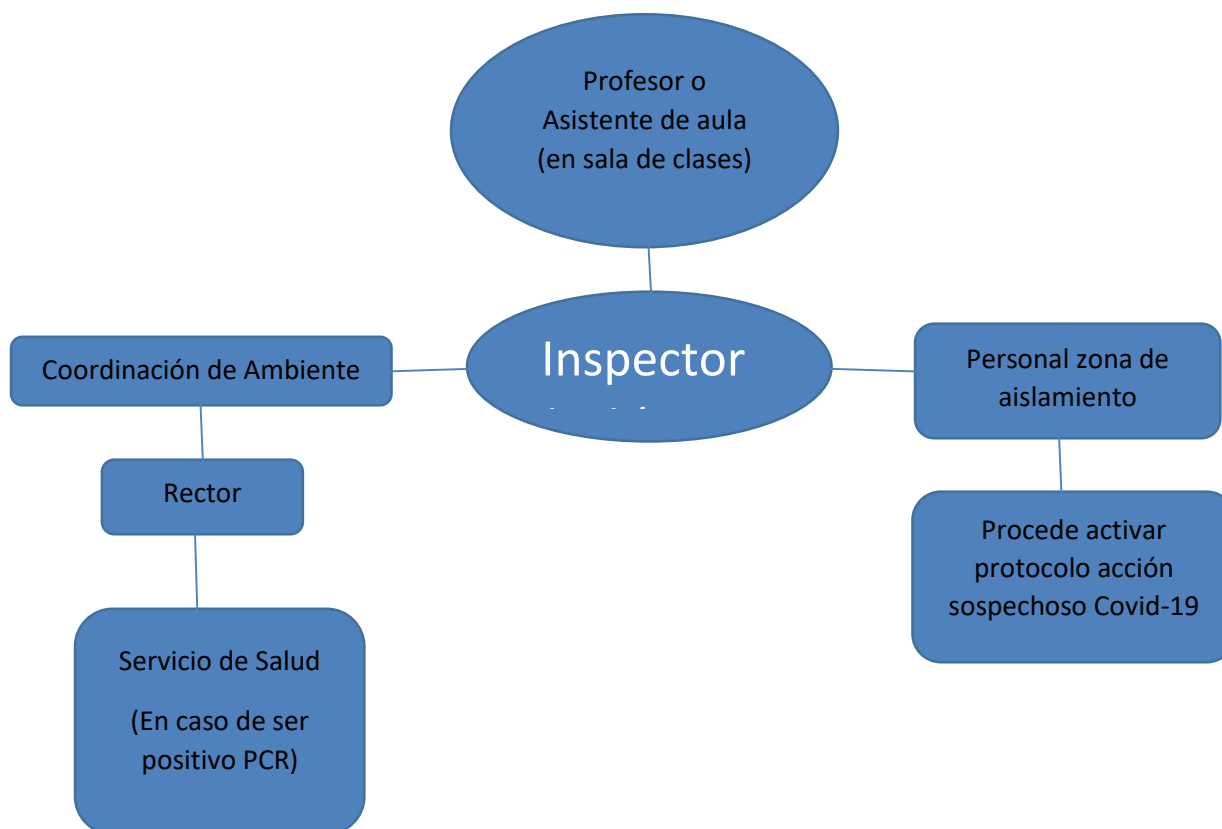 Profesor o
Asistente de aula
(en sala de clases)
Inspector
Coordinación de Ambiente
Personal zona de
aislamiento
Rector
Procede activar
protocolo acción
sospechoso Covid-19
Servicio de Salud
(En caso de ser
positivo PCR)